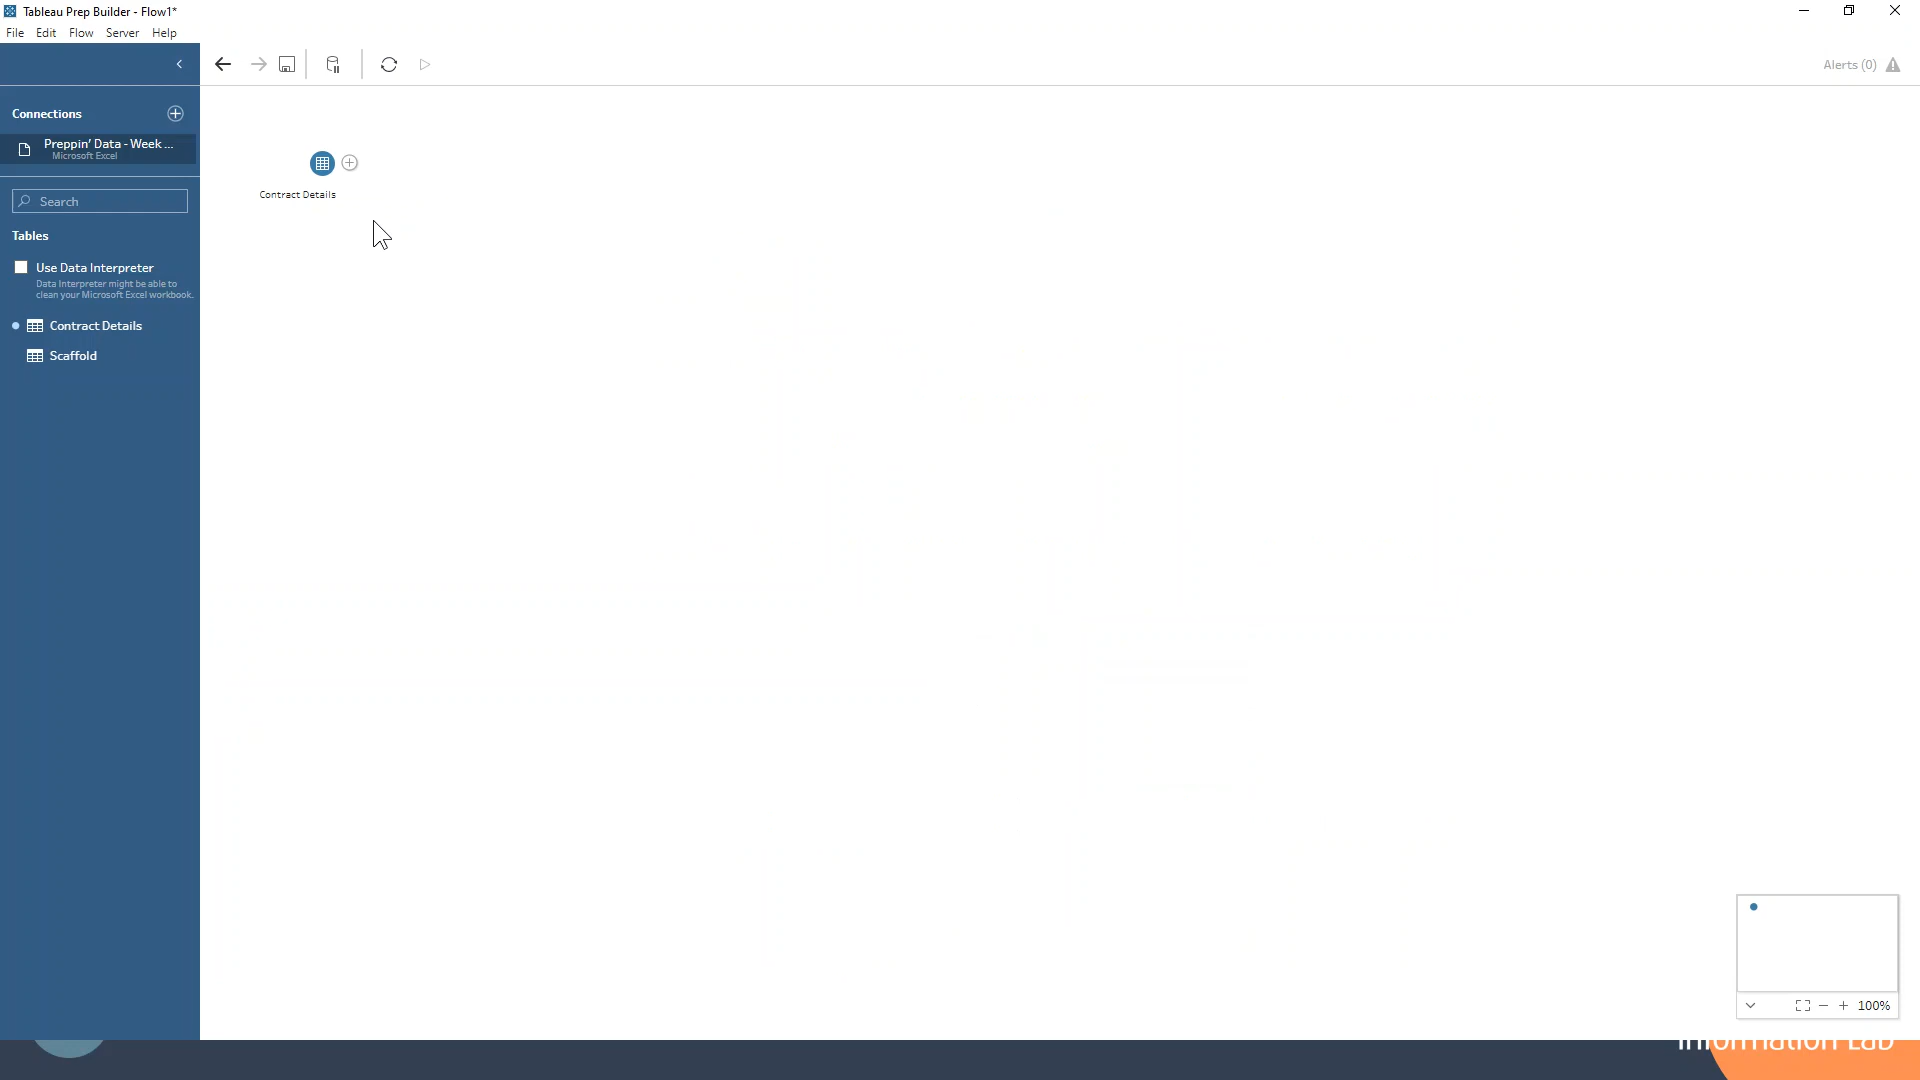 Tableau Prep Builder - Flow1*
File Edit Flow Server Help
Alerts (0)
Connections
Preppin' Data - Week ...
Microsoft Excel
Search
Tables
Use Data Interpreter
Data Interpreter might be able to
clean your Microsoft Excel workbook.
Contract Details
Scaffold
Contract Details
100%
Information Lab